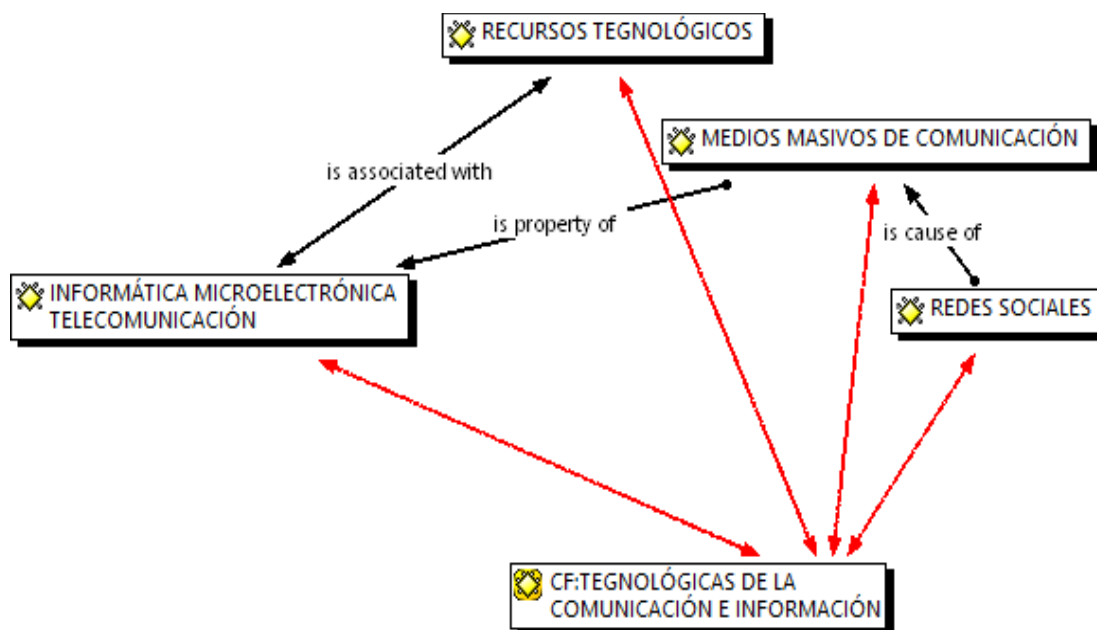 RECURSOS TEGNOLÓGICOS
MEDIOS MASIVOS DE COMUNICACIÓN
is associated with
is property of
is cause of
INFORMÁTICA MICROELECTRÓNICA
TELECOMUNICACIÓN
REDES SOCIALES
CF:TEGNOLÓGICAS DE LA
COMUNICACIÓN E INFORMACIÓN